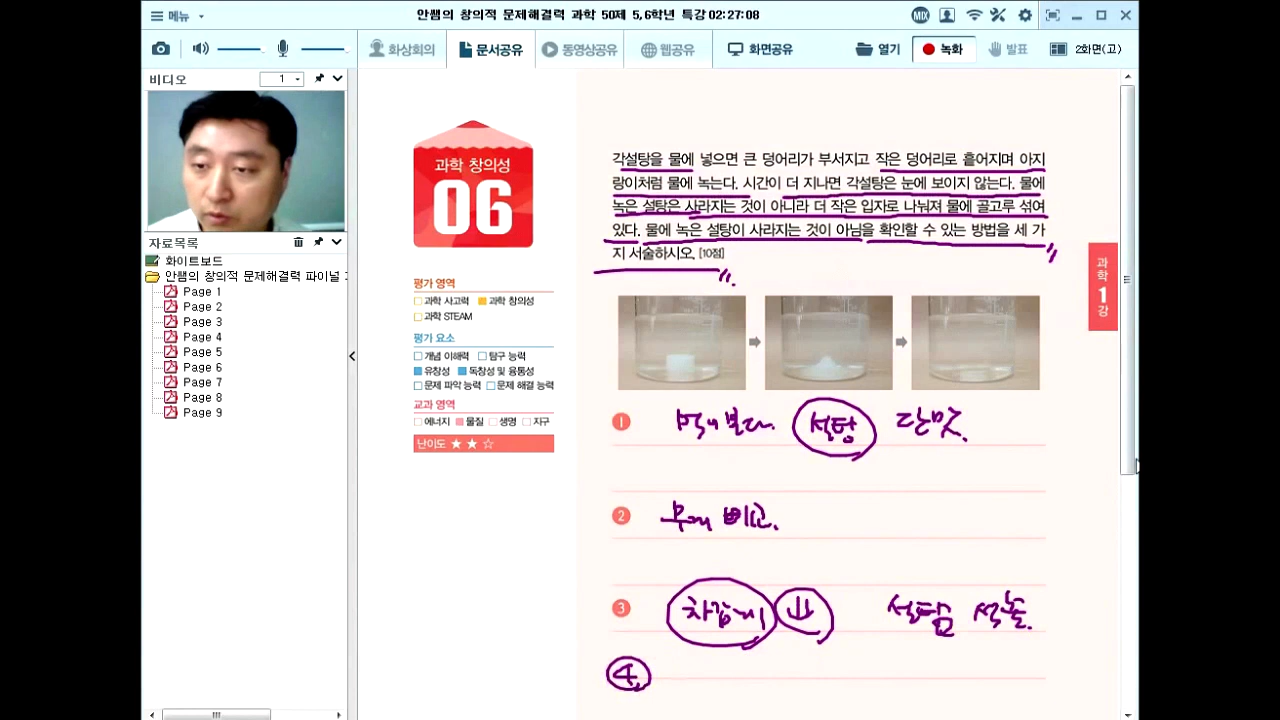 메뉴
안쌤의 창의적 문제해결력 과학 50제 5,6학년 특강 02:27:08
MIX
화상회의 문서공유 동영상공유 웹공유 화면공유 열기 녹화 발표 2화면(고)
비디오 1
자료목록
화이트보드
안쌤의 창의적 문제해결력 파이널
Page 1
Page 2
Page 3
Page 4
Page 5
Page 6
Page 7
Page 8
Page 9
과학 창의성
06
평가 영역
과학 사고력 과학 창의성
과학 STEAM
평가 요소
개념 이해력 탐구 능력
유창성 독창성 및 융통성
문제 파악 능력 문제 해결 능력
교과 영역
에너지 물질 생명 지구
난이도 ★ ★ ☆
각설탕을 물에 넣으면 큰 덩어리가 부서지고 작은 덩어리로 흩어지며 아지
랑이처럼 물에 녹는다. 시간이 더 지나면 각설탕은 눈에 보이지 않는다. 물에
녹은 설탕은 사라지는 것이 아니라 더 작은 입자로 나눠져 물에 골고루 섞여
있다. 물에 녹은 설탕이 사라지는 것이 아님을 확인할 수 있는 방법을 세 가
지 서술하시오. [10점]
과학 1강
1 먹어본다. 설탕 단맛.
2 무게 비교.
3 설탕
4